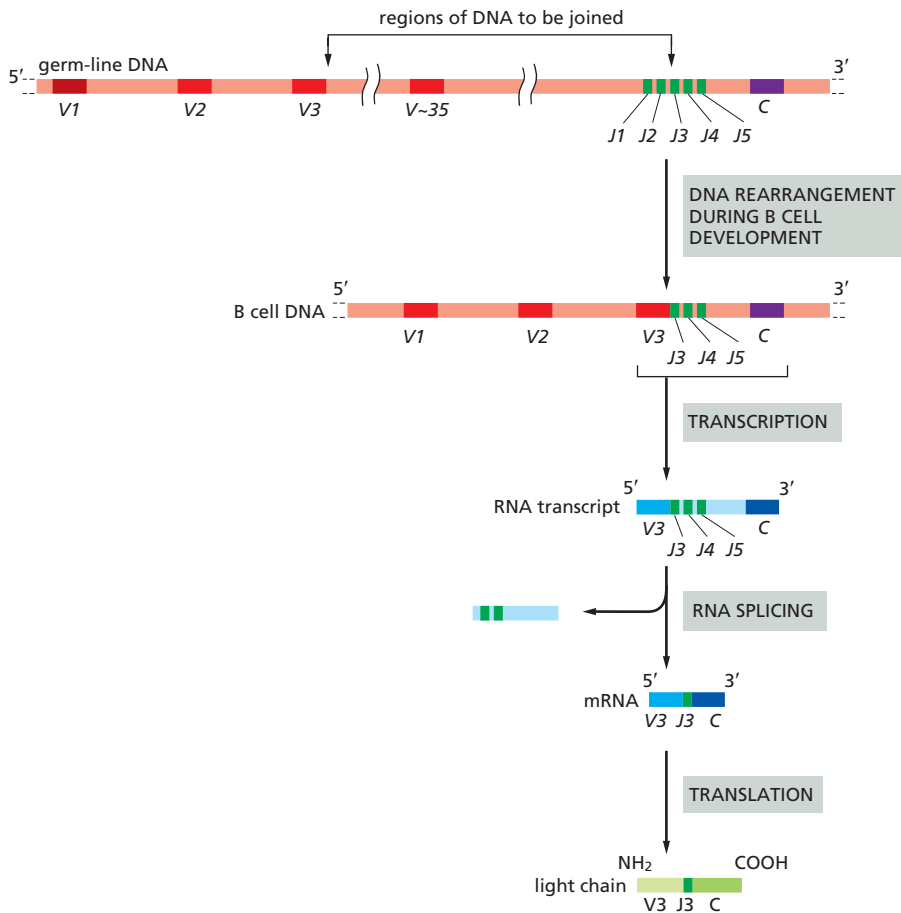 regions of DNA to be joined
germ-line DNA
5′ 3′
V1 V2 V3 V~35 C
J1 J2 J3 J4 J5
DNA REARRANGEMENT
DURING B CELL
DEVELOPMENT
5′ 3′
B cell DNA
V1 V2 V3 C
J3 J4 J5
TRANSCRIPTION
5′ 3′
RNA transcript
V3 C
J3 J4 J5
RNA SPLICING
5′ 3′
mRNA
V3 J3 C
TRANSLATION
NH₂ COOH
light chain
V3 J3 C